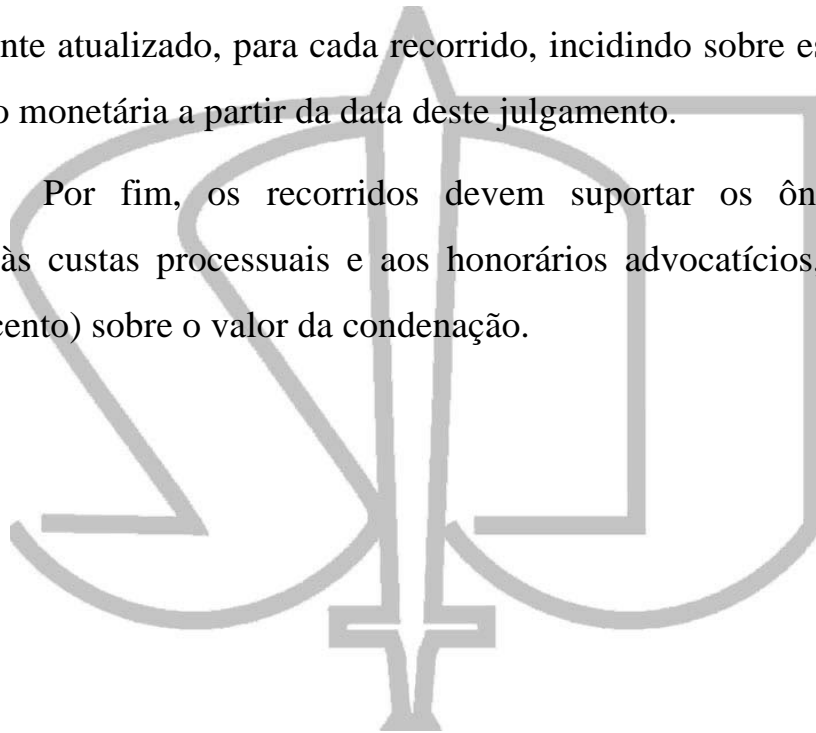 nte atualizado, para cada recorrido, incidindo sobre es
o monetária a partir da data deste julgamento.
Por fim, os recorridos devem suportar os ôn
às custas processuais e aos honorários advocatícios.
cento) sobre o valor da condenação.